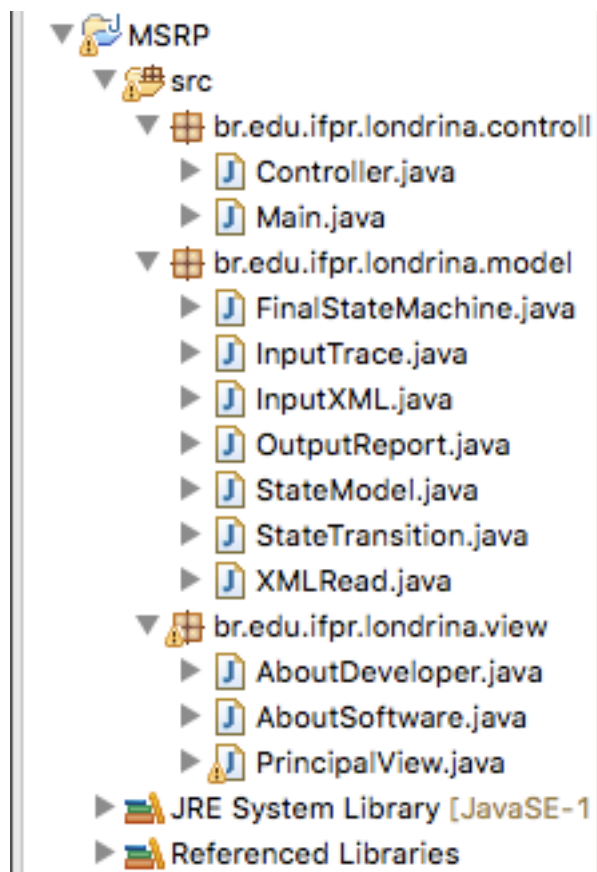 MSRP
src
br.edu.ifpr.londrina.controll
Controller.java
Main.java
br.edu.ifpr.londrina.model
FinalStateMachine.java
InputTrace.java
InputXML.java
OutputReport.java
StateModel.java
StateTransition.java
XMLRead.java
br.edu.ifpr.londrina.view
AboutDeveloper.java
AboutSoftware.java
PrincipalView.java
JRE System Library [JavaSE-1
Referenced Libraries